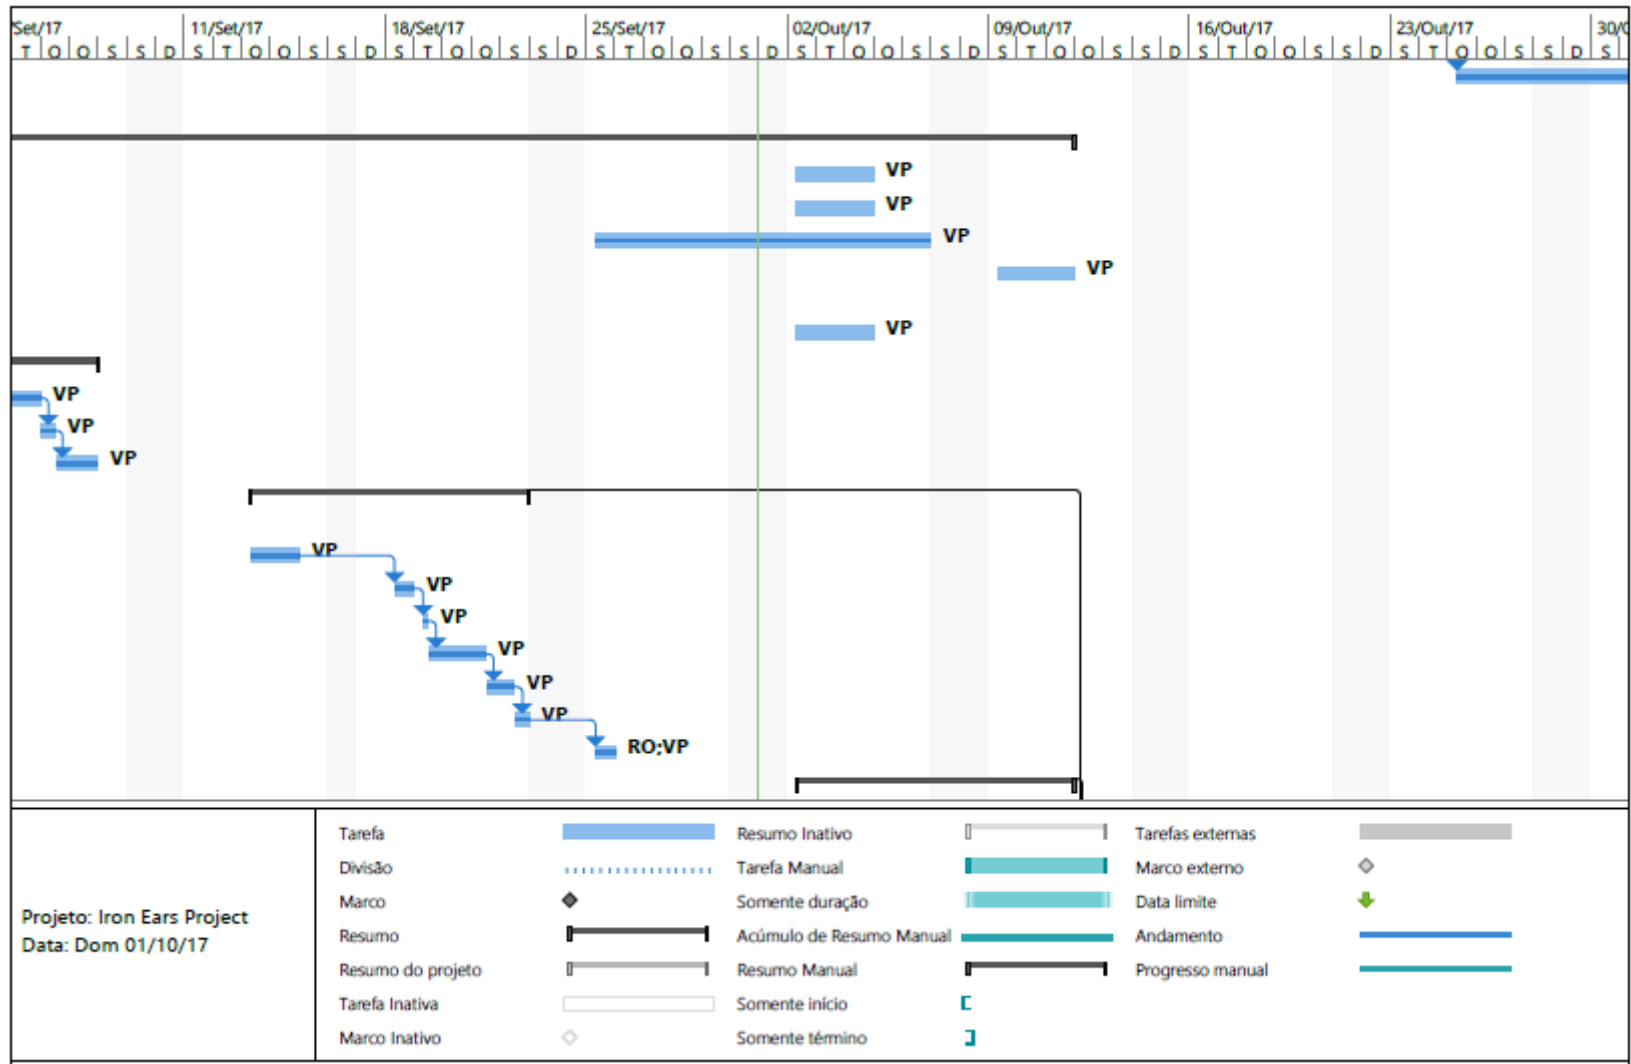 Set/17 11/Set/17 18/Set/17 25/Set/17 02/Out/17 09/Out/17 16/Out/17 23/Out/17 30/O
T Q Q S S D S T Q Q S S D S T Q Q S S D S T Q Q S S D S T Q Q S S D S T Q Q S S D S T Q Q S S D S T Q Q S S D S
VP
VP
VP
VP
VP
VP
VP
VP
VP
VP
VP
VP
VP
VP
RO;VP
Projeto: Iron Ears Project
Data: Dom 01/10/17
Tarefa
Divisão
Marco
Resumo
Resumo do projeto
Tarefa Inativa
Marco Inativo
Resumo Inativo
Tarefa Manual
Somente duração
Acúmulo de Resumo Manual
Resumo Manual
Somente início
Somente término
Tarefas externas
Marco externo
Data limite
Andamento
Progresso manual